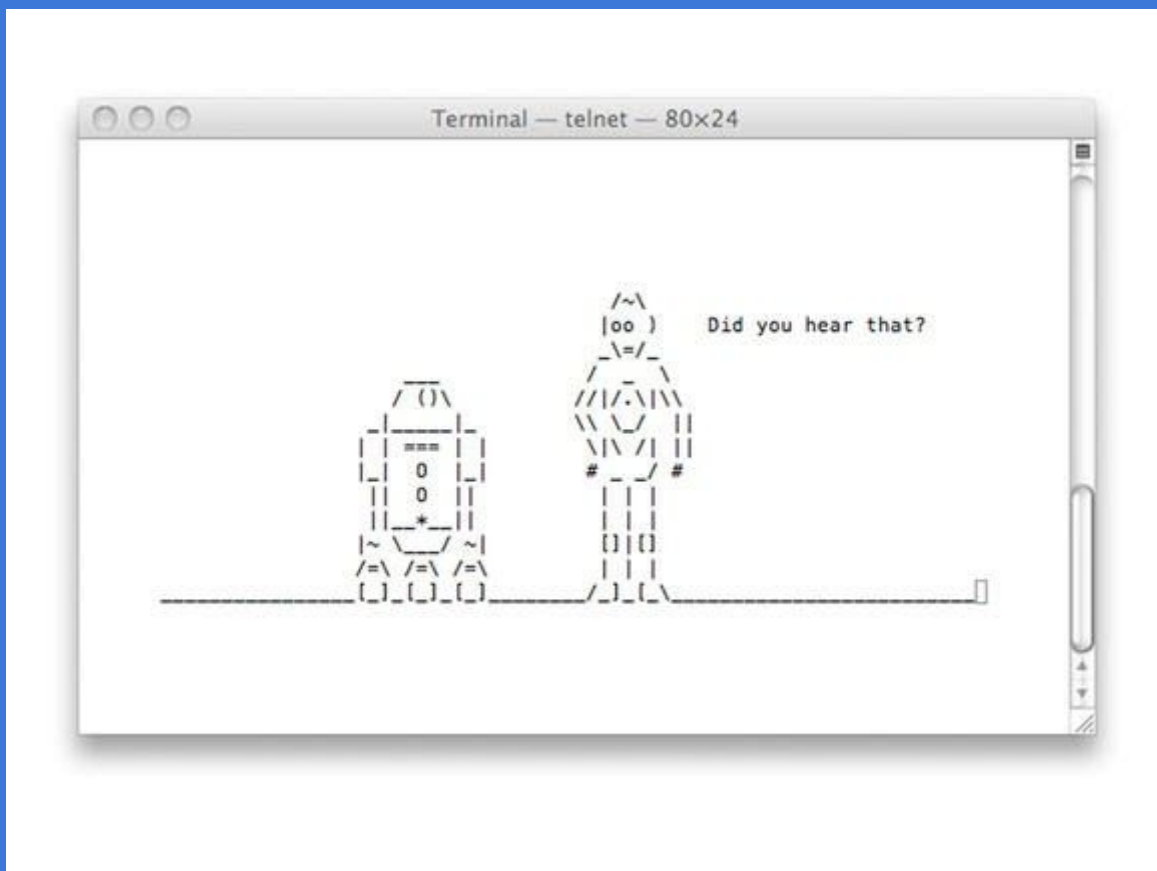 Terminal — telnet — 80×24
Did you hear that?